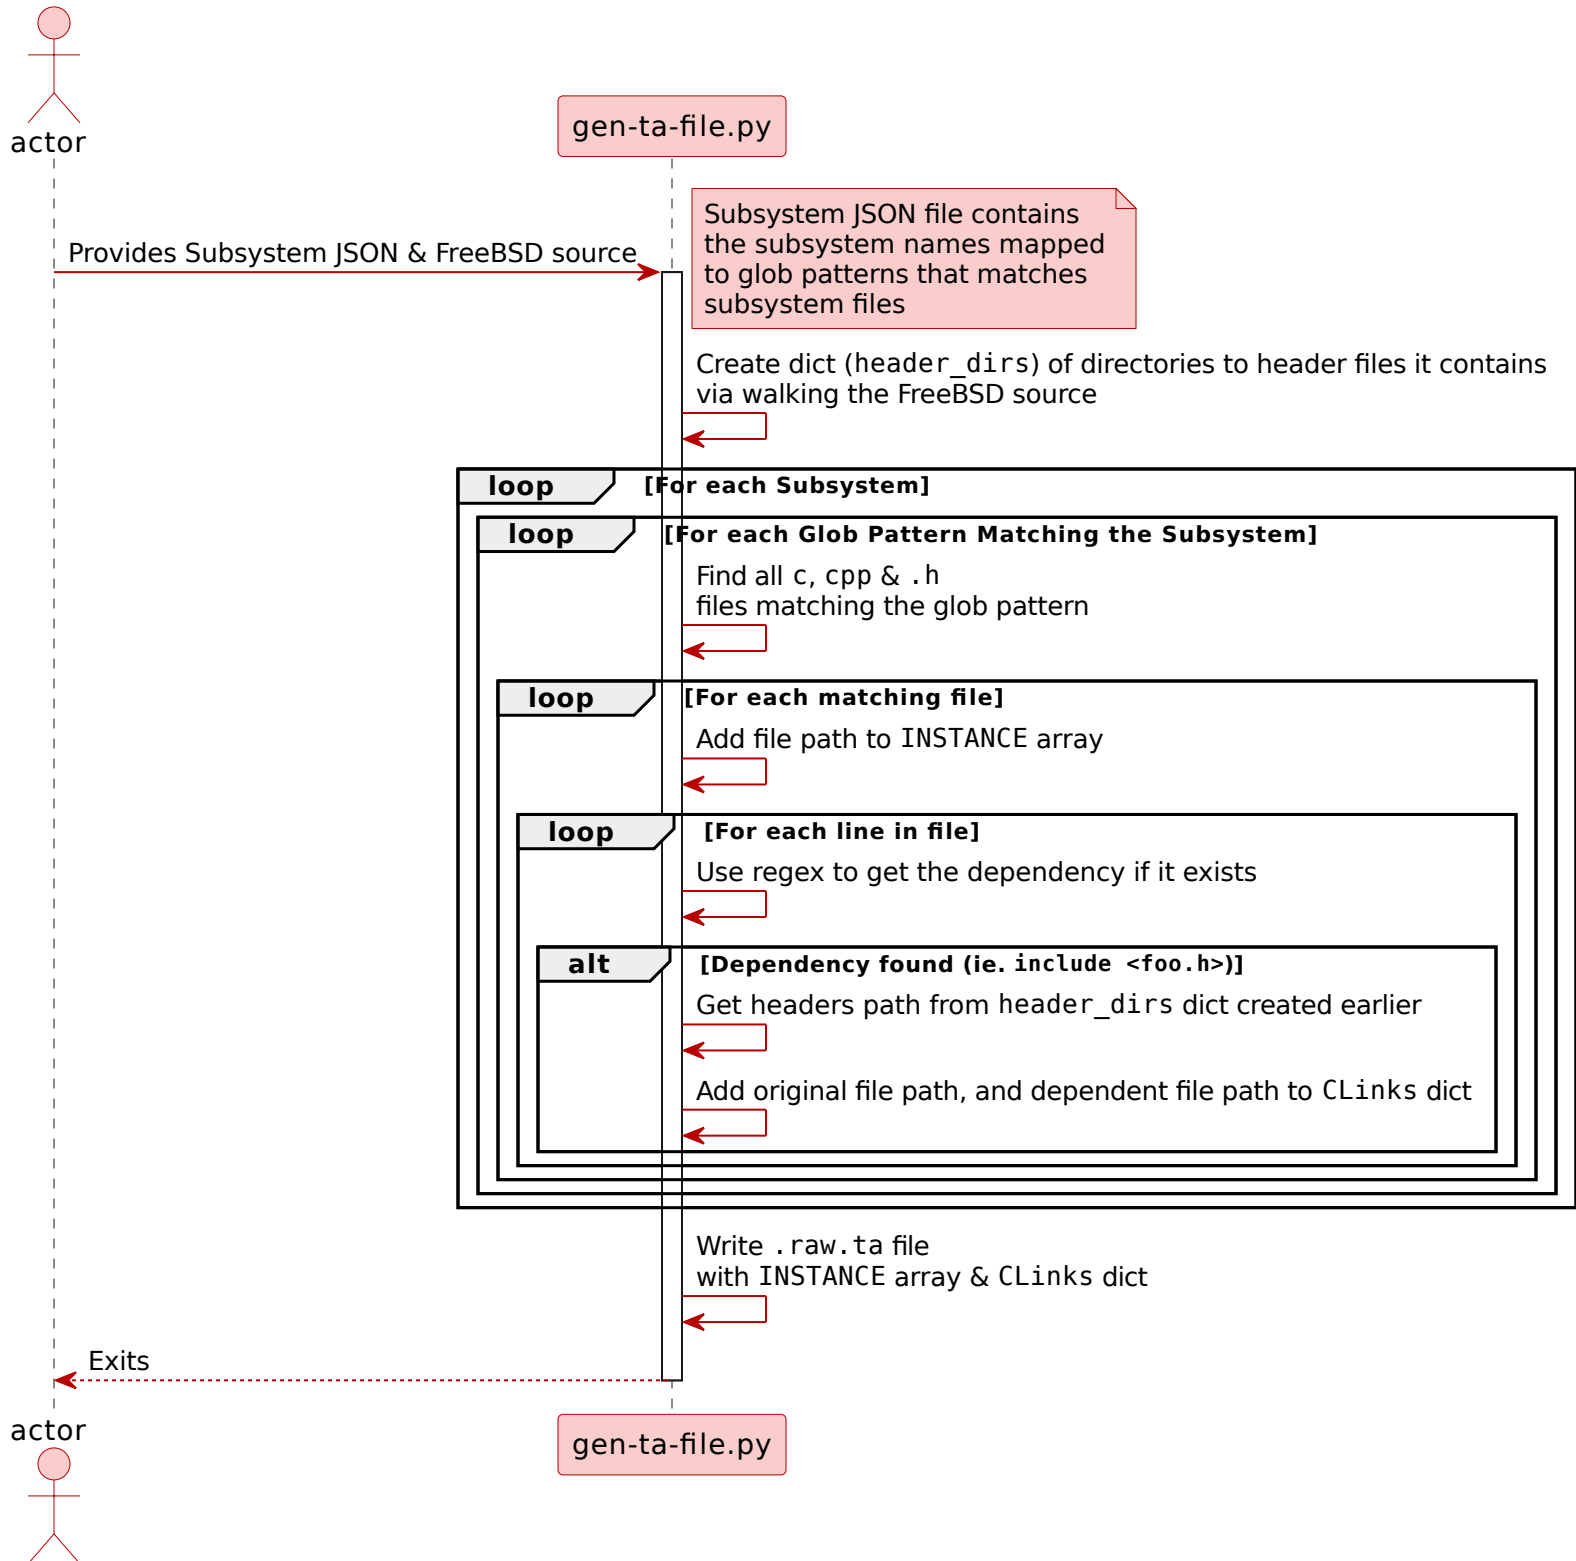 actor
gen-ta-file.py
Subsystem JSON file contains
the subsystem names mapped
to glob patterns that matches
subsystem files
Provides Subsystem JSON & FreeBSD source
Create dict (header_dirs) of directories to header files it contains
via walking the FreeBSD source
loop [For each Subsystem]
loop [For each Glob Pattern Matching the Subsystem]
Find all c, cpp & .h
files matching the glob pattern
loop [For each matching file]
Add file path to INSTANCE array
loop [For each line in file]
Use regex to get the dependency if it exists
alt [Dependency found (ie. include <foo.h>)]
Get headers path from header_dirs dict created earlier
Add original file path, and dependent file path to CLinks dict
Write .raw.ta file
with INSTANCE array & CLinks dict
Exits
actor
gen-ta-file.py